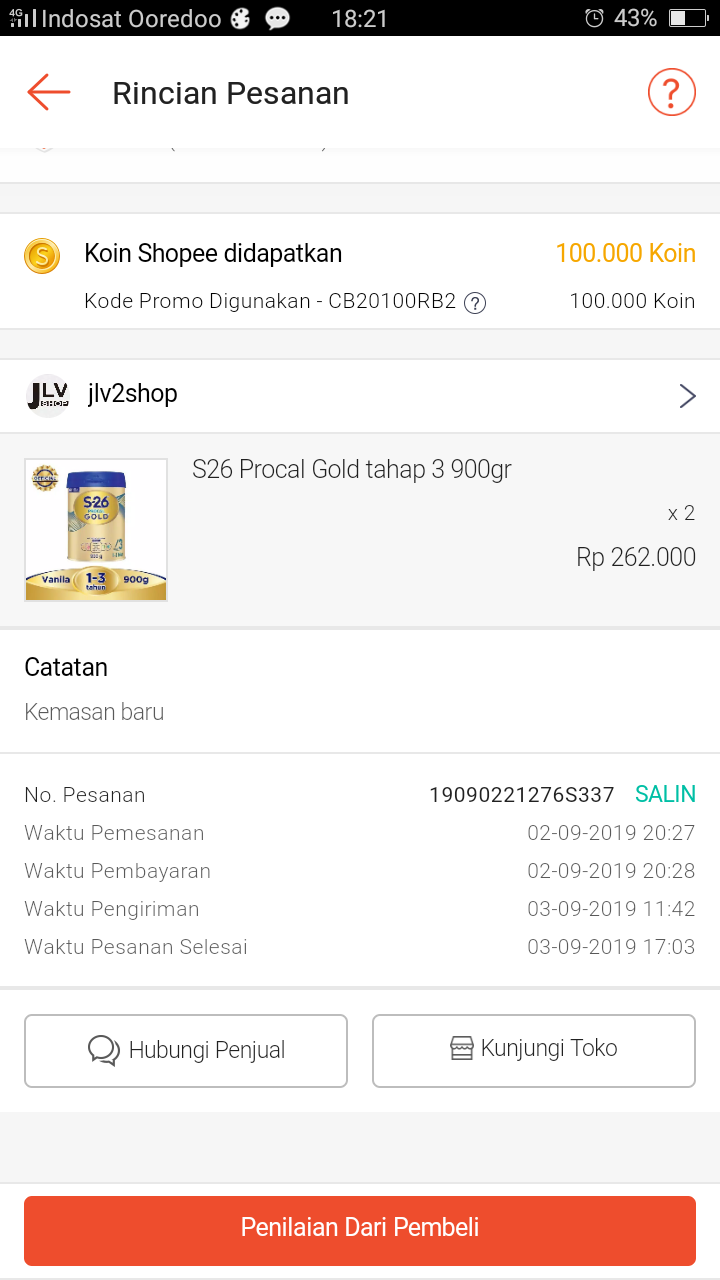 4G Indosat Ooredoo 18:21 43%
Rincian Pesanan ?
Koin Shopee didapatkan 100.000 Koin
Kode Promo Digunakan - CB20100RB2 ? 100.000 Koin
JLV SHOP jlv2shop
S26 Procal Gold tahap 3 900gr
x 2
Rp 262.000
OFFICIAL
S-26
PROCAL
GOLD
3
900 g
Vanila 1-3 tahun 900g
Catatan
Kemasan baru
No. Pesanan 19090221276S337 SALIN
Waktu Pemesanan 02-09-2019 20:27
Waktu Pembayaran 02-09-2019 20:28
Waktu Pengiriman 03-09-2019 11:42
Waktu Pesanan Selesai 03-09-2019 17:03
Hubungi Penjual Kunjungi Toko
Penilaian Dari Pembeli